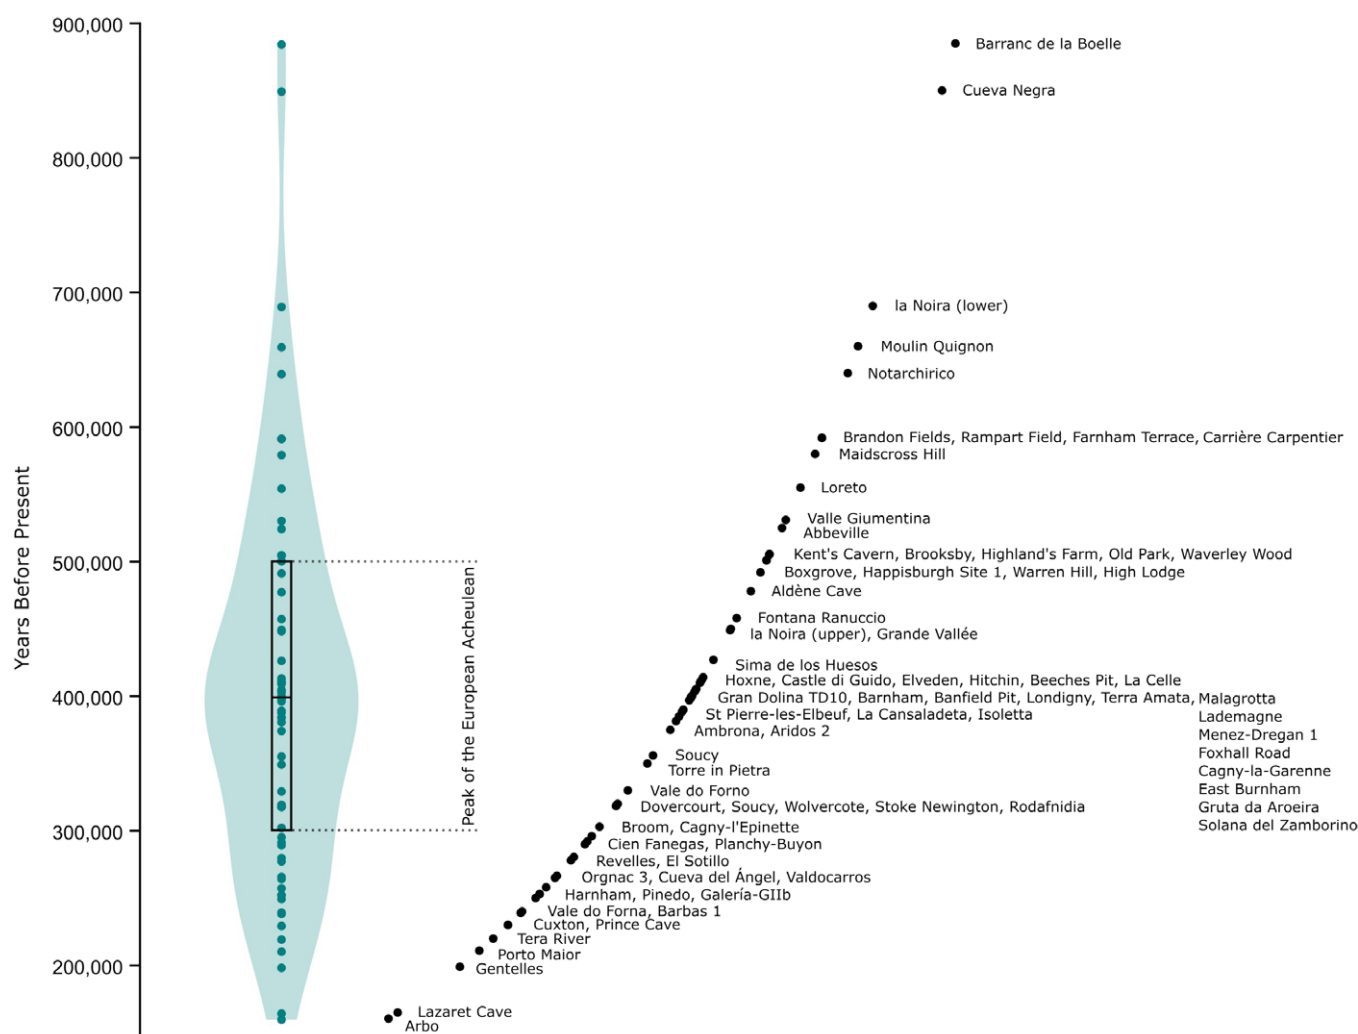 900,000
Barranc de la Boelle
Cueva Negra
800,000
700,000
la Noira (lower)
Moulin Quignon
Notarchirico
600,000
Brandon Fields, Rampart Field, Farnham Terrace, Carrière Carpentier
Maidscross Hill
Loreto
Valle Giumentina
Abbeville
Years Before Present
Kent's Cavern, Brooksby, Highland's Farm, Old Park, Waverley Wood
500,000
Boxgrove, Happisburgh Site 1, Warren Hill, High Lodge
Aldène Cave
Peak of the European Acheulean
Fontana Ranuccio
la Noira (upper), Grande Vallée
Sima de los Huesos
Hoxne, Castle di Guido, Elveden, Hitchin, Beeches Pit, La Celle
400,000
Gran Dolina TD10, Barnham, Banfield Pit, Londigny, Terra Amata, Malagrotta
St Pierre-les-Elbeuf, La Cansaladeta, Isoletta
Lademagne
Ambrona, Aridos 2
Menez-Dregan 1
Soucy
Foxhall Road
Torre in Pietra
Cagny-la-Garenne
Vale do Forno
East Burnham
Dovercourt, Soucy, Wolvercote, Stoke Newington, Rodafnidia
Gruta da Aroeira
300,000
Broom, Cagny-l'Epinette
Solana del Zamborino
Cien Fanegas, Planchy-Buyon
Revelles, El Sotillo
Orgnac 3, Cueva del Ángel, Valdocarros
Harnham, Pinedo, Galería-GIIb
Vale do Forna, Barbas 1
Cuxton, Prince Cave
Tera River
Porto Maior
200,000
Gentelles
Lazaret Cave
Arbo